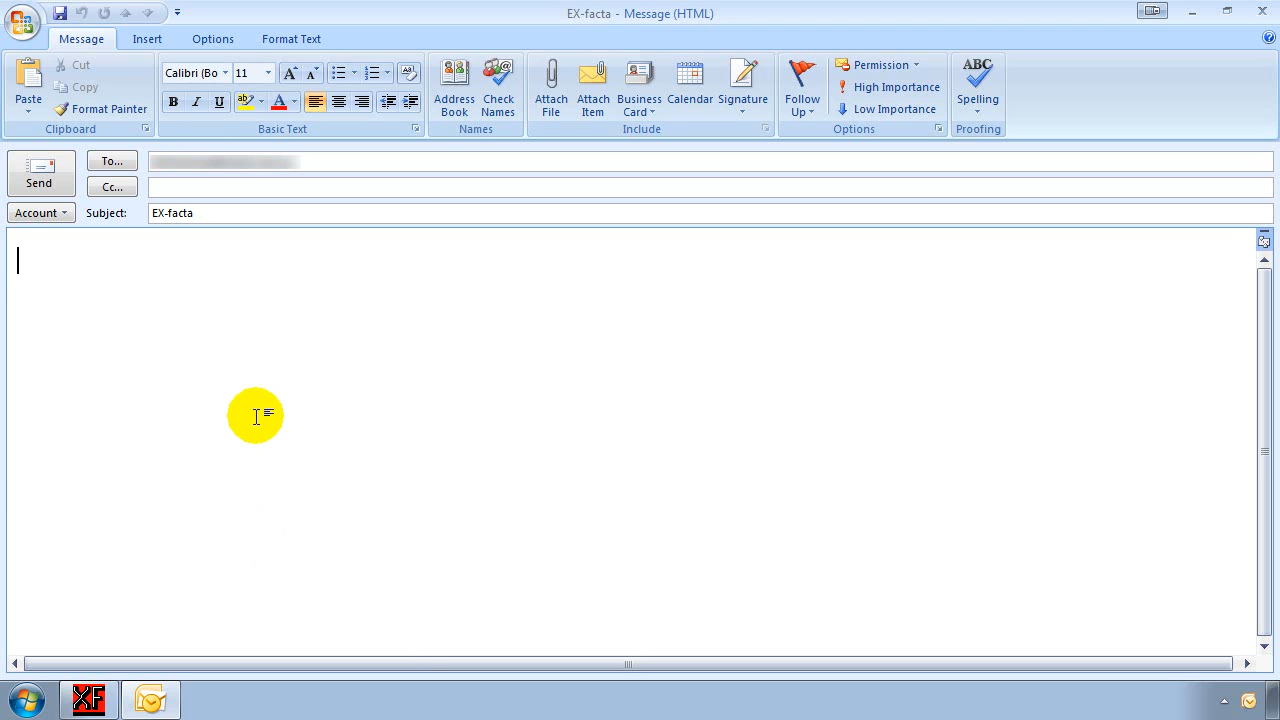 EX-facta - Message (HTML)
Message Insert Options Format Text
Paste
Cut
Copy
Format Painter
Clipboard
Calibri (Bo 11
Basic Text
Address Book
Check Names
Names
Attach File
Attach Item
Business Card
Calendar
Signature
Include
Follow Up
Permission
High Importance
Low Importance
Options
ABC
Spelling
Proofing
Send
To...
Cc...
Account
Subject: EX-facta
XF